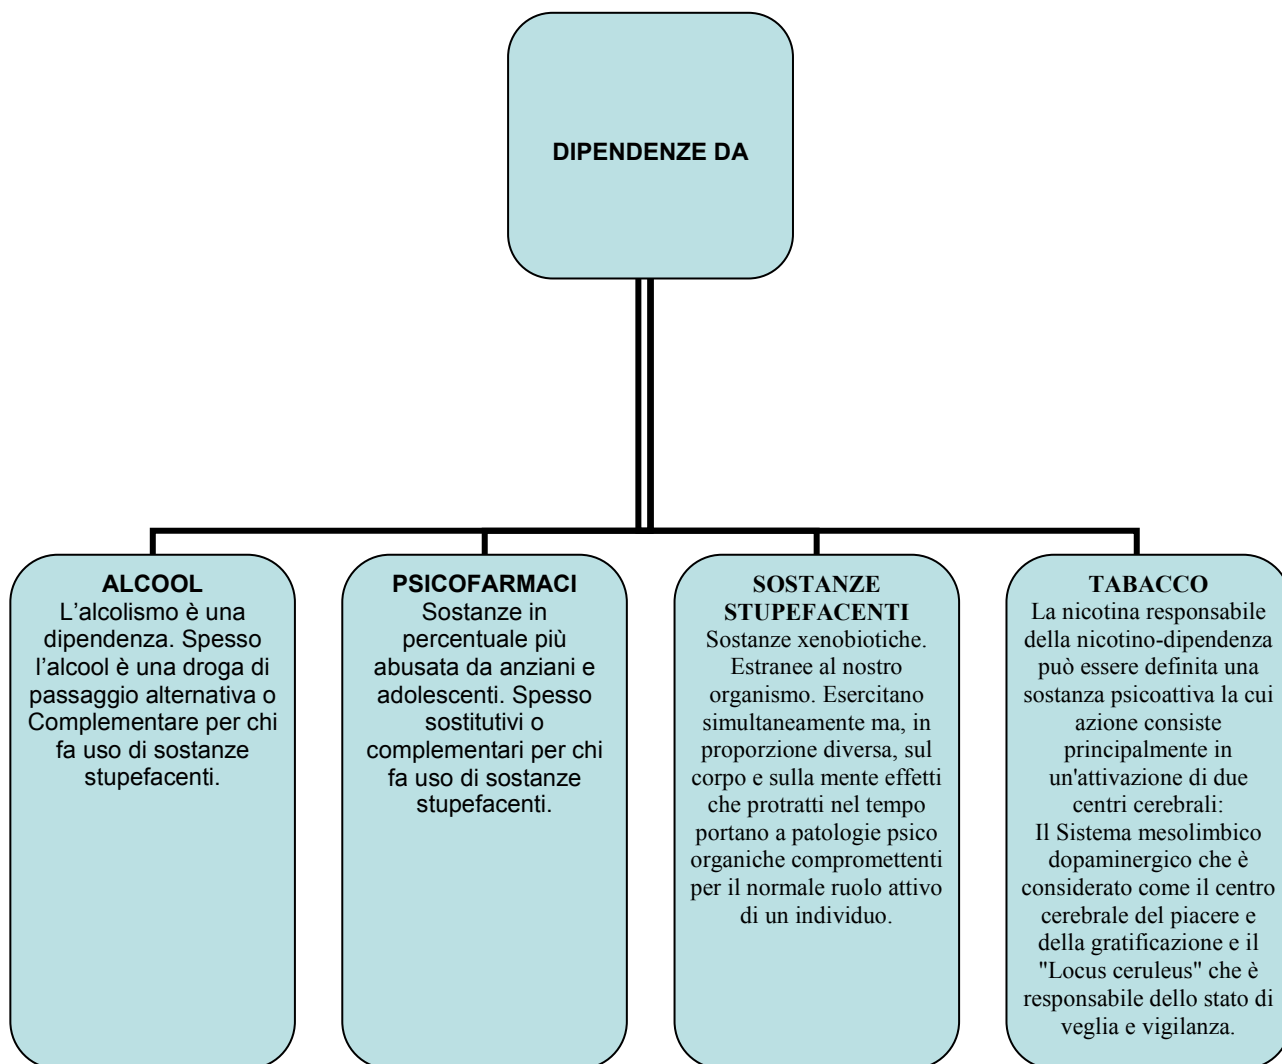 DIPENDENZE DA
ALCOOL
L'alcolismo è una
dipendenza. Spesso
l'alcool è una droga di
passaggio alternativa o
Complementare per chi
fa uso di sostanze
stupefacenti.
PSICOFARMACI
Sostanze in
percentuale più
abusata da anziani e
adolescenti. Spesso
sostitutivi o
complementari per chi
fa uso di sostanze
stupefacenti.
SOSTANZE
STUPEFACENTI
Sostanze xenobiotiche.
Estranee al nostro
organismo. Esercitano
simultaneamente ma, in
proporzione diversa, sul
corpo e sulla mente effetti
che protratti nel tempo
portano a patologie psico
organiche compromettenti
per il normale ruolo attivo
di un individuo.
TABACCO
La nicotina responsabile
della nicotino-dipendenza
può essere definita una
sostanza psicoattiva la cui
azione consiste
principalmente in
un'attivazione di due
centri cerebrali:
Il Sistema mesolimbico
dopaminergico che è
considerato come il centro
cerebrale del piacere e
della gratificazione e il
"Locus ceruleus" che è
responsabile dello stato di
veglia e vigilanza.